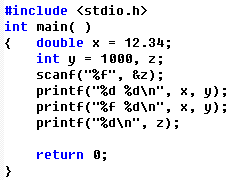 #include <stdio.h>
int main( )
{   double x = 12.34;
    int y = 1000, z;
    scanf("%f", &z);
    printf("%d %d\n", x, y);
    printf("%f %d\n", x, y);
    printf("%d\n", z);

    return 0;
}